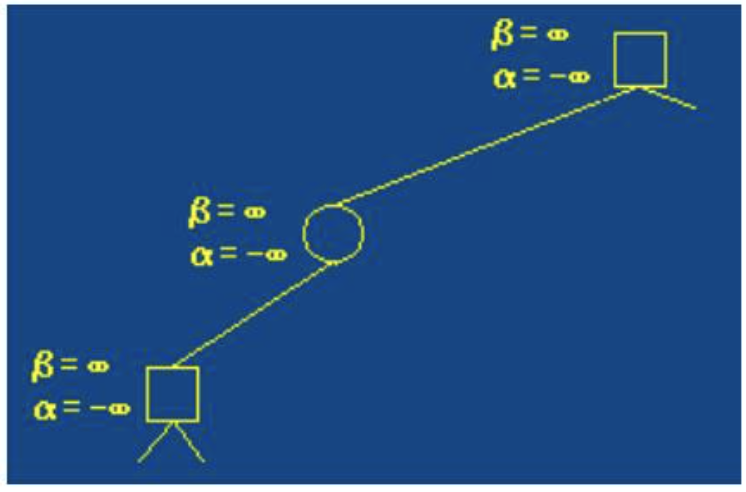 β = ∞
α = −∞
β = ∞
α = −∞
β = ∞
α = −∞